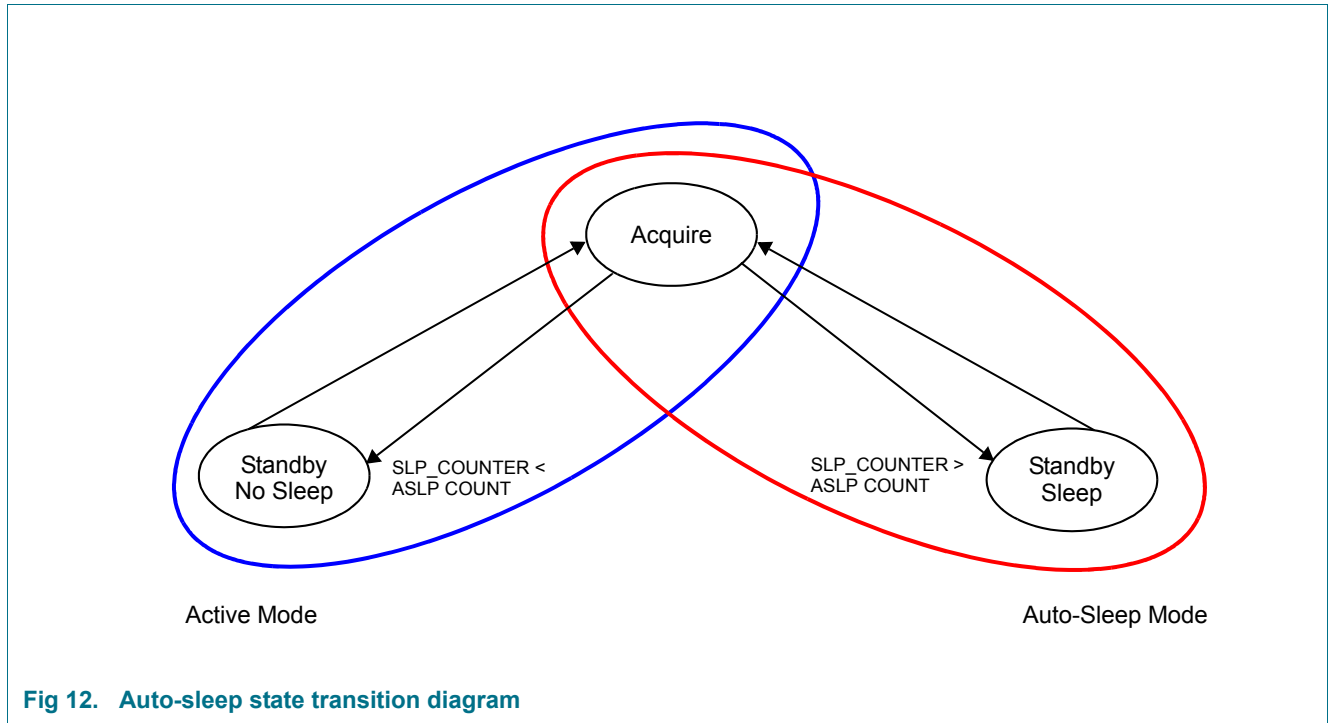 Acquire
Standby
No Sleep
SLP_COUNTER <
ASLP COUNT
SLP_COUNTER >
ASLP COUNT
Standby
Sleep
Active Mode
Auto-Sleep Mode
Fig 12. Auto-sleep state transition diagram